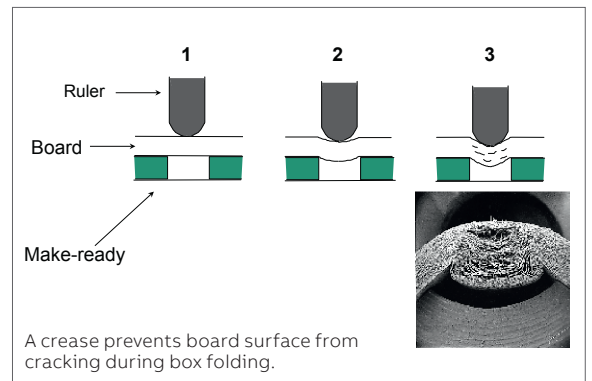 1 2 3
Ruler
Board
Make-ready
A crease prevents board surface from
cracking during box folding.